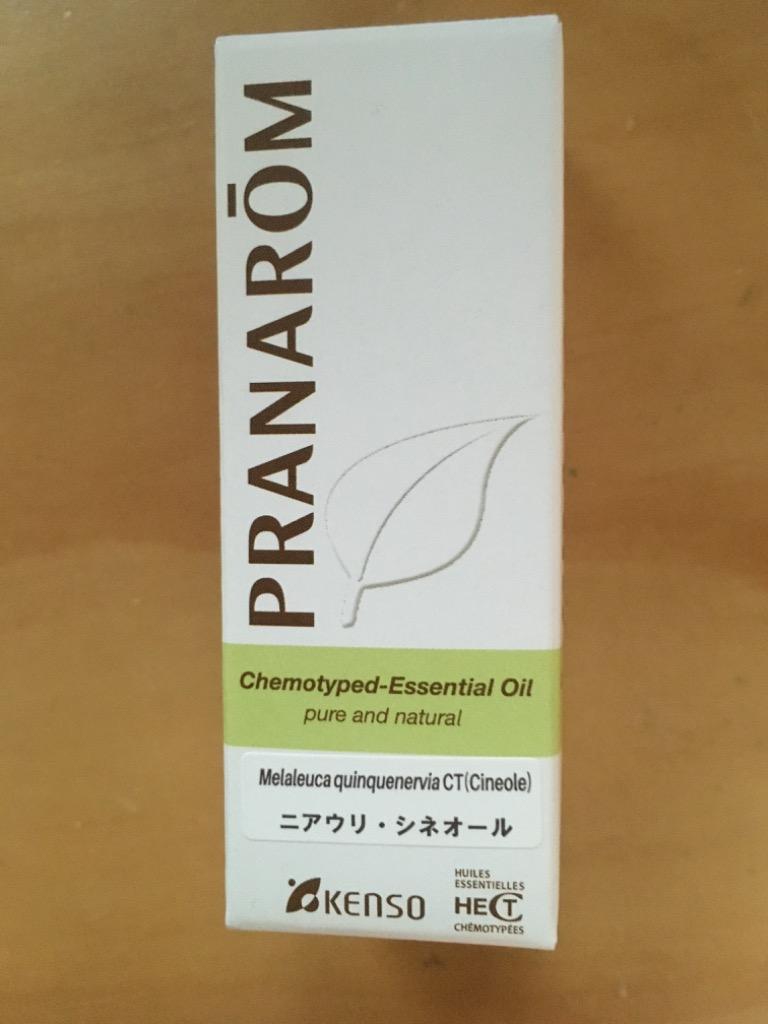 PRANARŌM
Chemotyped-Essential Oil
pure and natural
Melaleuca quinquenervia CT(Cineole)
ニアウリ・シネオール
KENSO
HUILES
ESSENTIELLES
HECT
CHÉMOTYPÉES